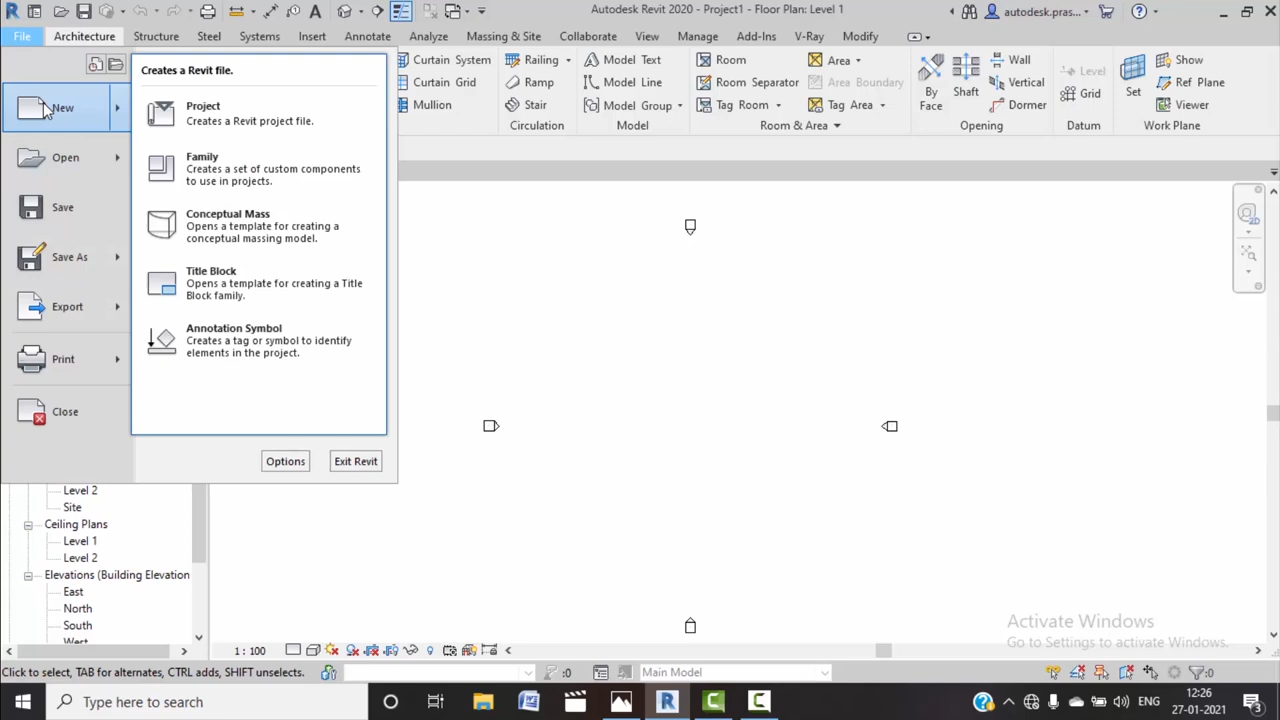 Autodesk Revit 2020 - Project1 - Floor Plan: Level 1
autodesk.pras...
File Architecture Structure Steel Systems Insert Annotate Analyze Massing & Site Collaborate View Manage Add-Ins V-Ray Modify
Creates a Revit file.
New
Open
Save
Save As
Export
Print
Close
Project
Creates a Revit project file.
Family
Creates a set of custom components
to use in projects.
Conceptual Mass
Opens a template for creating a
conceptual massing model.
Title Block
Opens a template for creating a Title
Block family.
Annotation Symbol
Creates a tag or symbol to identify
elements in the project.
Options Exit Revit
Curtain System
Curtain Grid
Mullion
Railing
Ramp
Stair
Circulation
Model Text
Model Line
Model Group
Model
Room
Room Separator
Tag Room
Area
Area Boundary
Tag Area
Room & Area
By
Face
Shaft
Wall
Vertical
Dormer
Opening
Level
Grid
Datum
Set
Show
Ref Plane
Viewer
Work Plane
2D
Level 2
Site
Ceiling Plans
Level 1
Level 2
Elevations (Building Elevation
East
North
South
West
1 : 100
Activate Windows
Go to Settings to activate Windows.
Click to select, TAB for alternates, CTRL adds, SHIFT unselects.
:0
Main Model
:0
Type here to search
ENG
12:26
27-01-2021
3